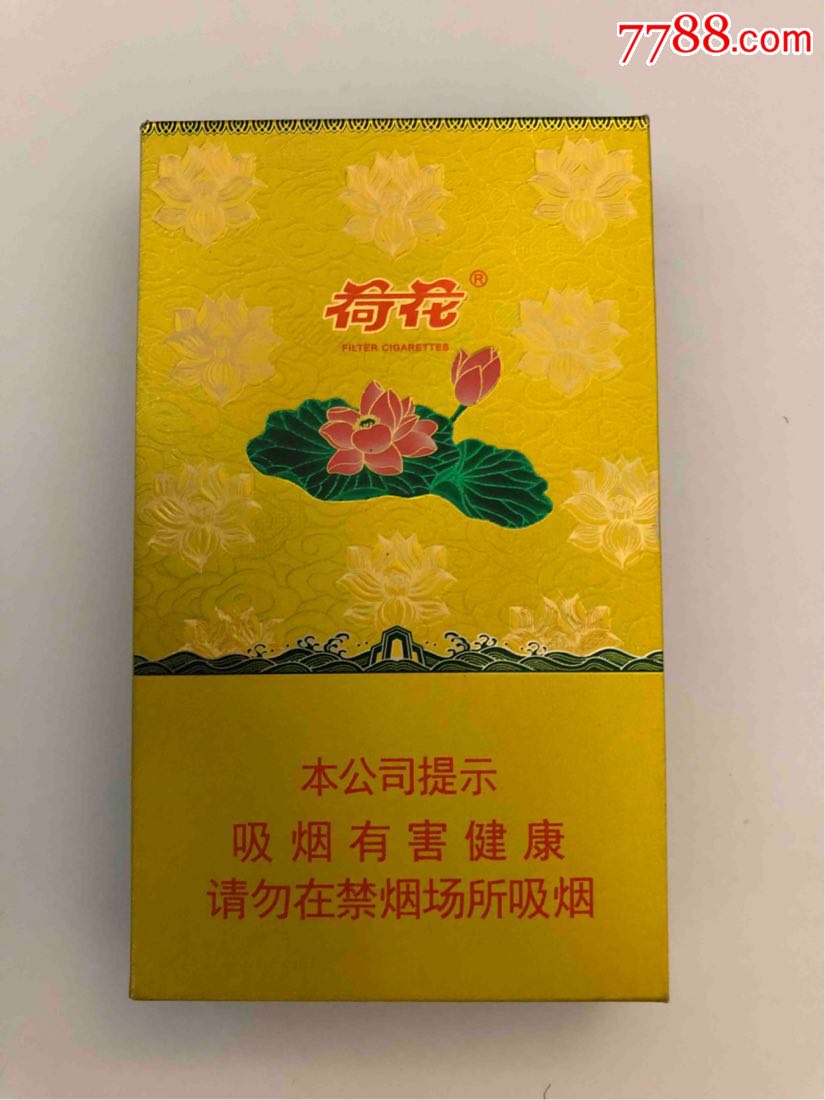 7788.com
荷花®
FILTER CIGARETTES
本公司提示
吸烟有害健康
请勿在禁烟场所吸烟